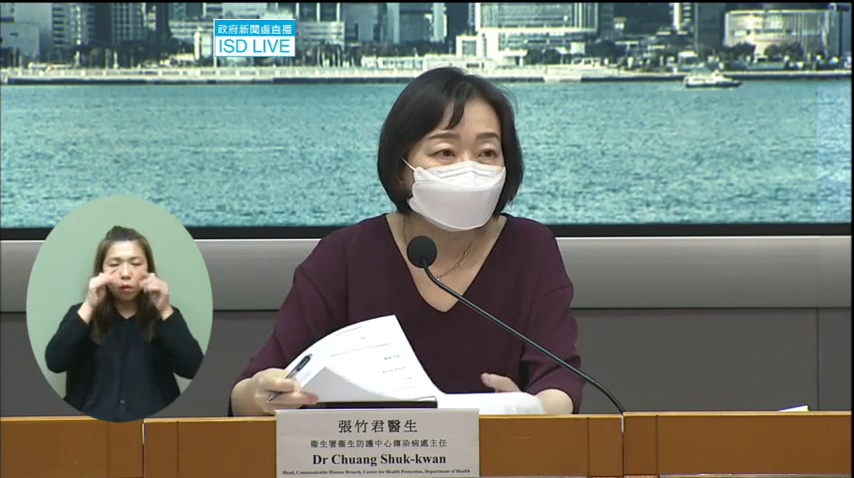 政府新聞處直播
ISD LIVE
張竹君醫生
衞生署衞生防護中心傳染病處主任
Dr Chuang Shuk-kwan
Head, Communicable Disease Branch, Centre for Health Protection, Department of Health